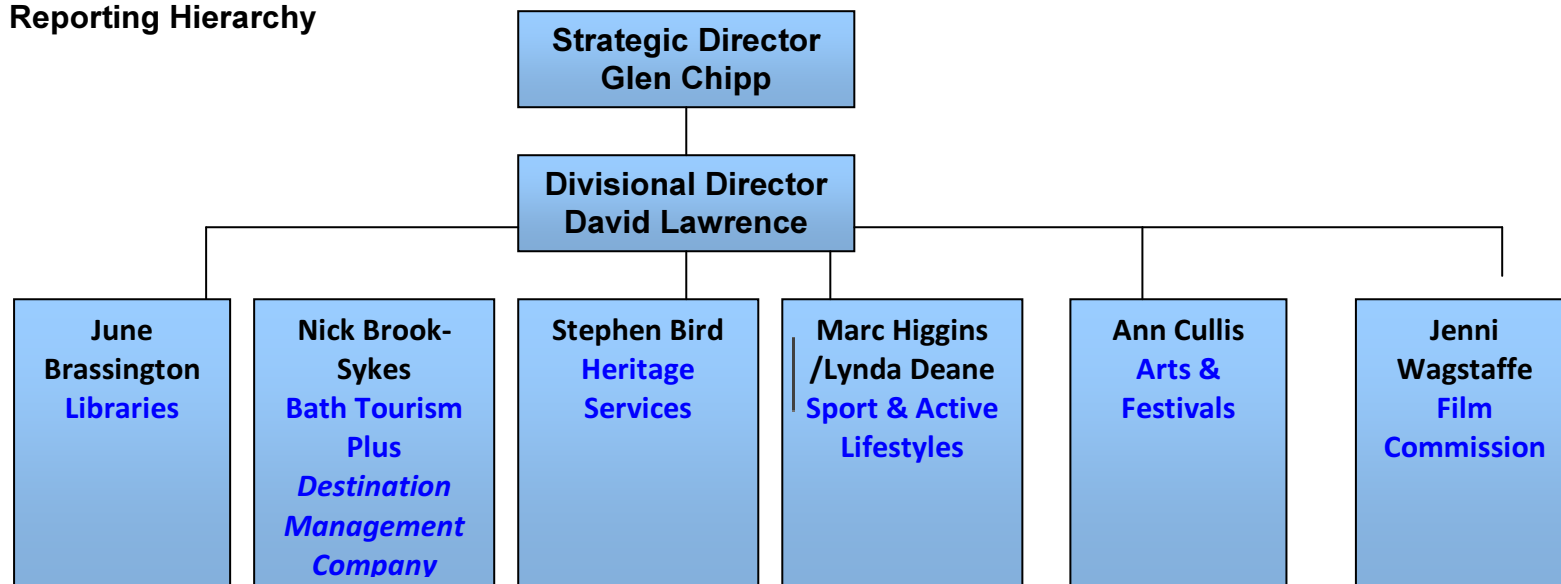 Reporting Hierarchy
Strategic Director
Glen Chipp
Divisional Director
David Lawrence
June
Brassington
Libraries
Nick Brook-
Sykes
Bath Tourism
Plus
Destination
Management
Company
Stephen Bird
Heritage
Services
Marc Higgins
/Lynda Deane
Sport & Active
Lifestyles
Ann Cullis
Arts &
Festivals
Jenni
Wagstaffe
Film
Commission